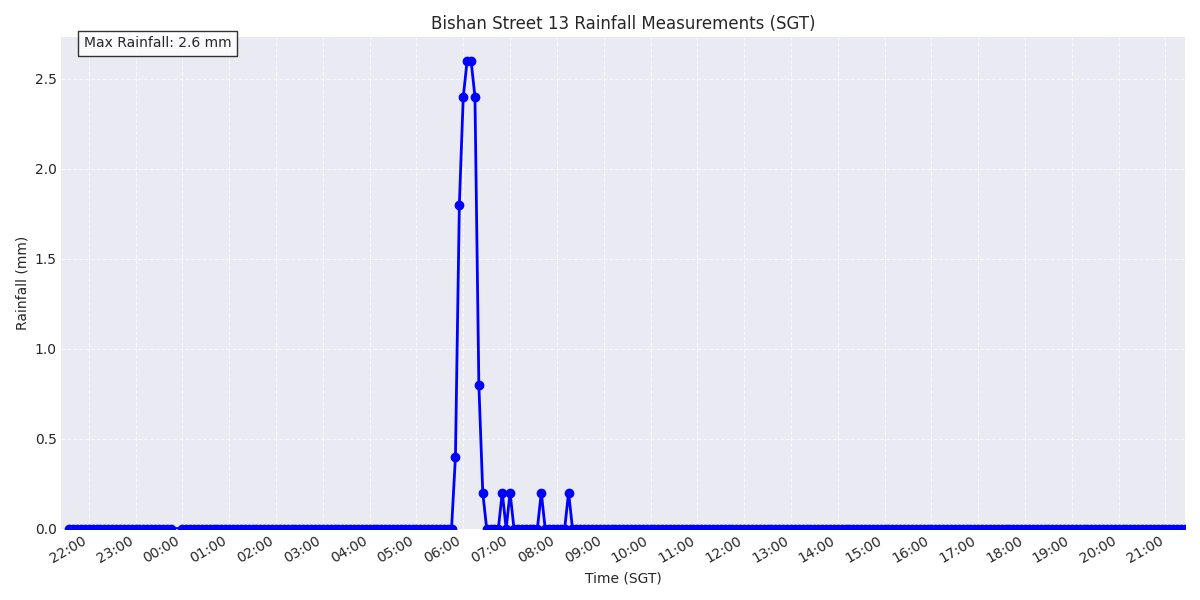 Bishan Street 13 Rainfall Measurements (SGT)
Max Rainfall: 2.6 mm
Rainfall (mm)
2.5
2.0
1.5
1.0
0.5
0.0
22:00 23:00 00:00 01:00 02:00 03:00 04:00 05:00 06:00 07:00 08:00 09:00 10:00 11:00 12:00 13:00 14:00 15:00 16:00 17:00 18:00 19:00 20:00 21:00
Time (SGT)